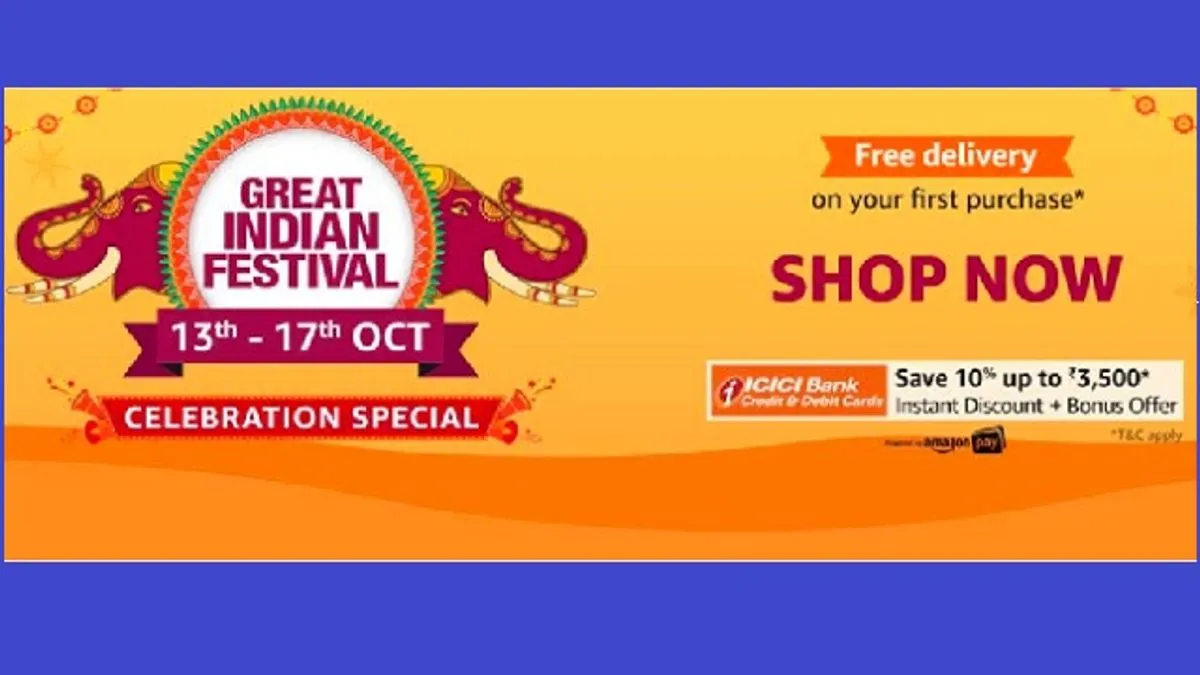 GREAT
INDIAN
FESTIVAL
13th - 17th OCT
CELEBRATION SPECIAL
Free delivery
on your first purchase*
SHOP NOW
ICICI Bank
Credit & Debit Cards
Save 10% up to ₹3,500*
Instant Discount + Bonus Offer
amazon pay
*T&C apply